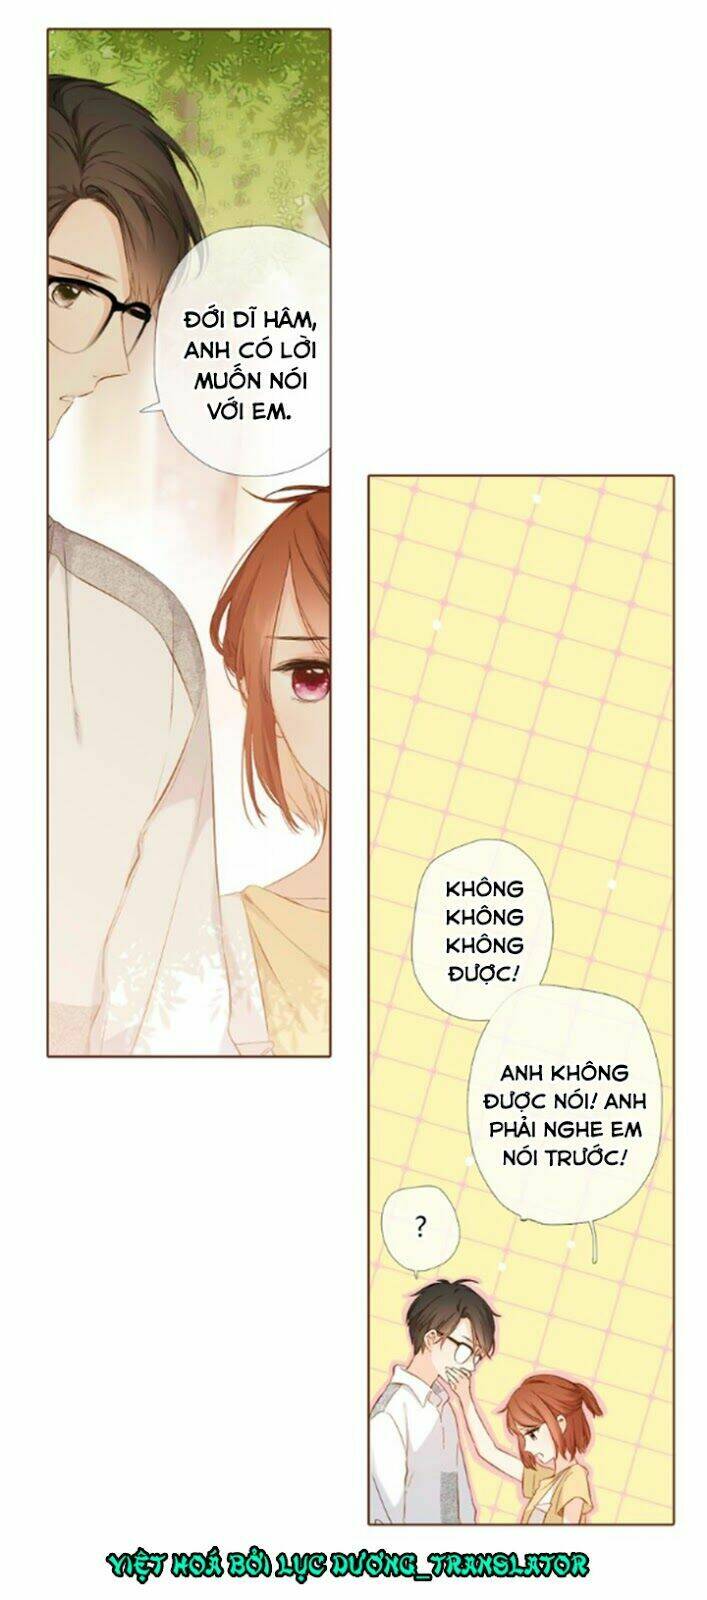 ĐỚI DĨ HÂM,
ANH CÓ LỜI
MUỐN NÓI
VỚI EM.
KHÔNG
KHÔNG
KHÔNG
ĐƯỢC!
ANH KHÔNG
ĐƯỢC NÓI! ANH
PHẢI NGHE EM
NÓI TRƯỚC!
?
VIỆT HOÁ BỞI LỤC DƯƠNG_TRANSLATOR